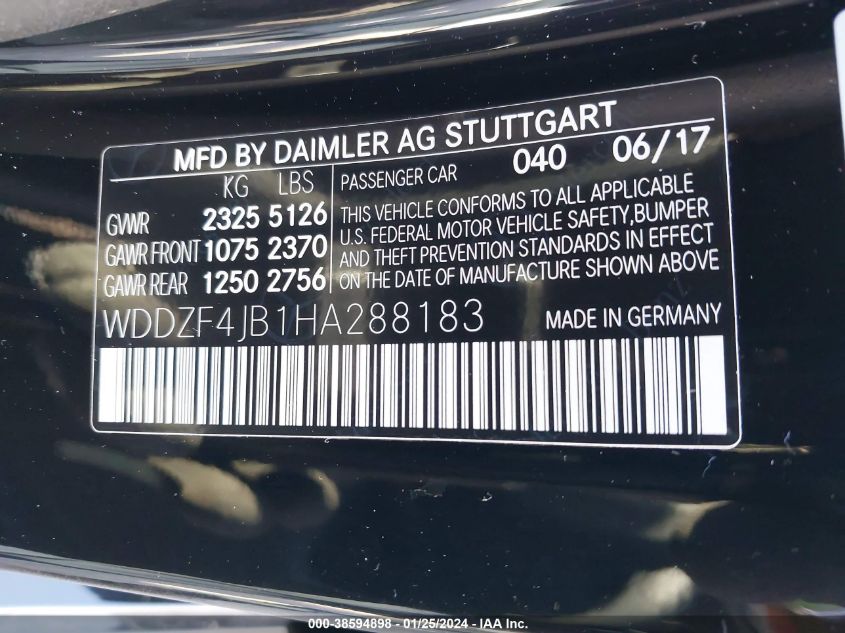 MFD BY DAIMLER AG STUTTGART
KG LBS PASSENGER CAR 040 06/17
GVWR 2325 5126
GAWR FRONT 1075 2370
GAWR REAR 1250 2756
THIS VEHICLE CONFORMS TO ALL APPLICABLE
U.S. FEDERAL MOTOR VEHICLE SAFETY,BUMPER
AND THEFT PREVENTION STANDARDS IN EFFECT
ON THE DATE OF MANUFACTURE SHOWN ABOVE
WDDZF4JB1HA288183 MADE IN GERMANY
000-38594898 - 01/25/2024 - IAA Inc.